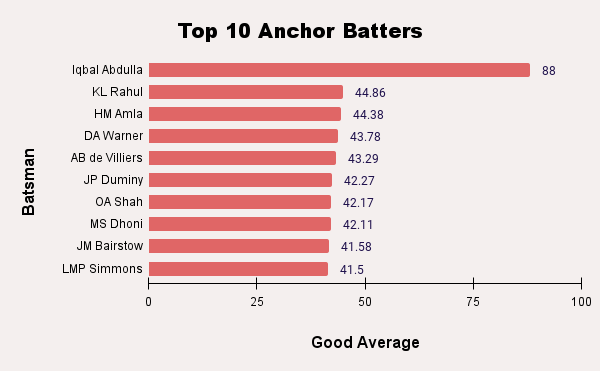 Top 10 Anchor Batters
Batsman
Iqbal Abdulla 88
KL Rahul 44.86
HM Amla 44.38
DA Warner 43.78
AB de Villiers 43.29
JP Duminy 42.27
OA Shah 42.17
MS Dhoni 42.11
JM Bairstow 41.58
LMP Simmons 41.5
0 25 50 75 100
Good Average